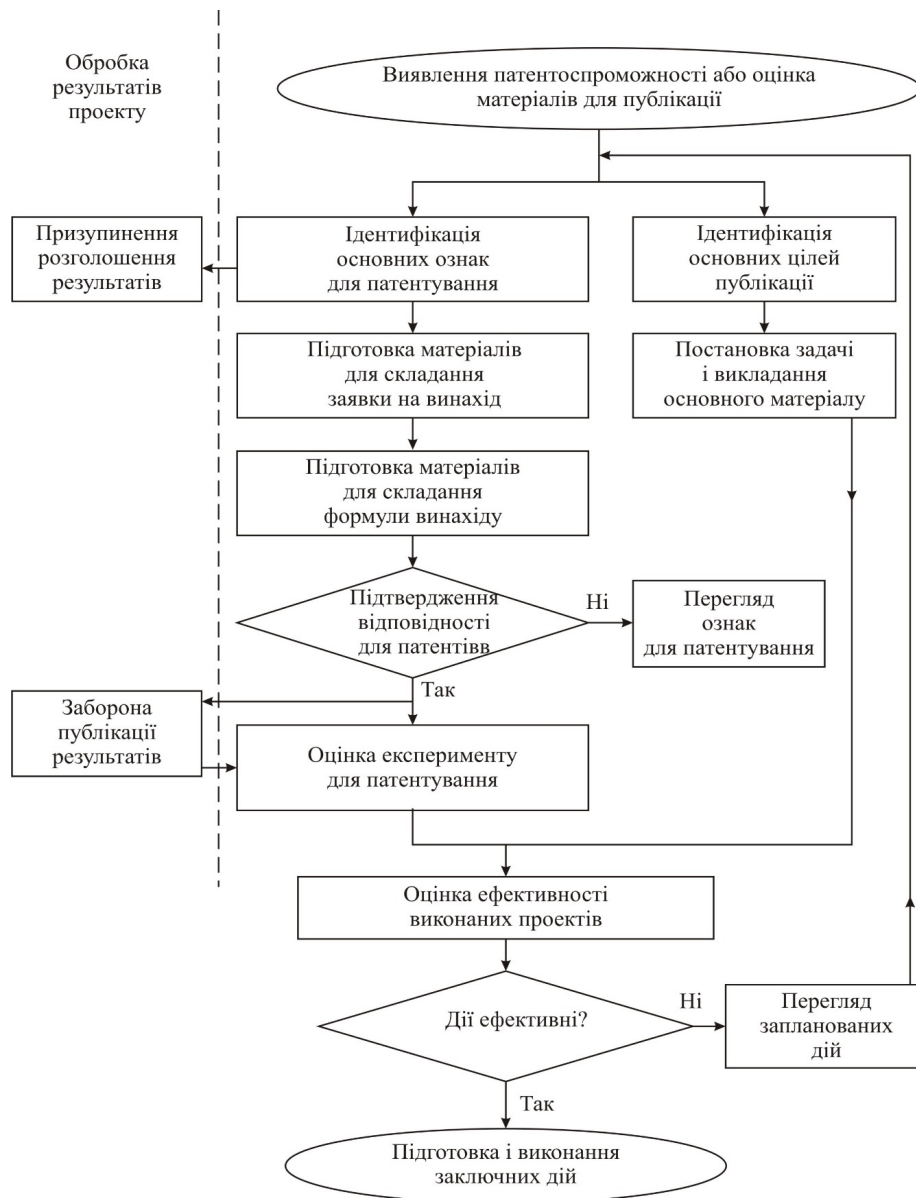 Обробка
результатів
проекту
Виявлення патентоспроможності або оцінка
матеріалів для публікації
Призупинення
розголошення
результатів
Ідентифікація
основних ознак
для патентування
Ідентифікація
основних цілей
публікації
Підготовка матеріалів
для складання
заявки на винахід
Постановка задачі
і викладання
основного матеріалу
Підготовка матеріалів
для складання
формули винахіду
Підтвердження
відповідності
для патентівв
Ні
Перегляд
ознак
для патентування
Так
Заборона
публікації
результатів
Оцінка експерименту
для патентування
Оцінка ефективності
виконаних проектів
Дії ефективні?
Ні
Перегляд
запланованих
дій
Так
Підготовка і виконання
заключних дій